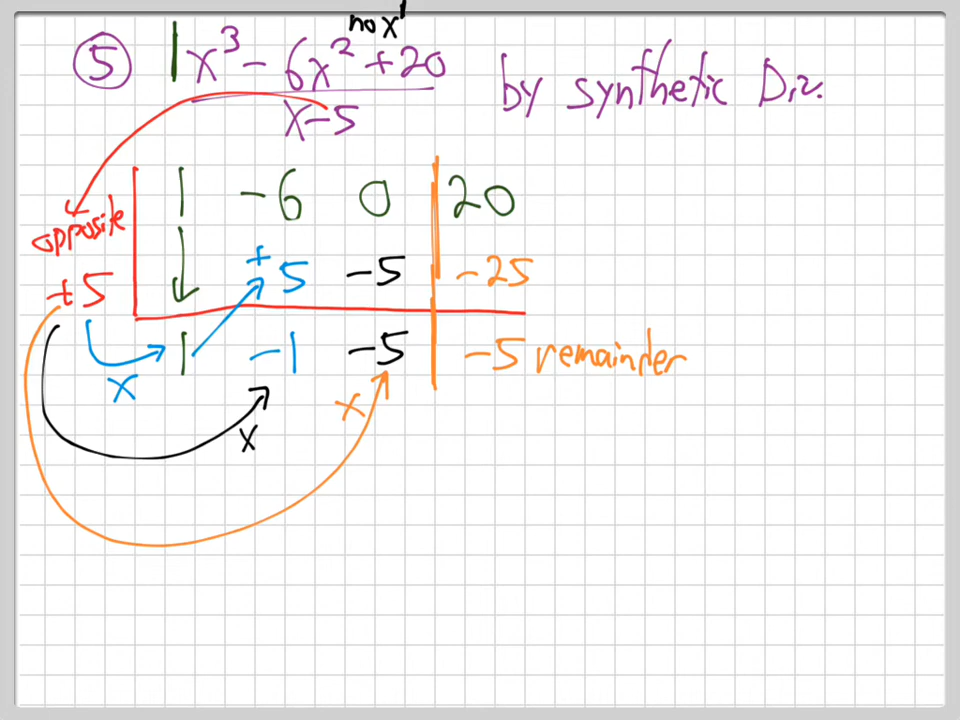 no x¹
⑤ 1x³ - 6x² + 20 by synthetic Div.
x - 5
1 -6 0 20
opposite
+5 +5 -5 -25
1 -1 -5 -5 remainder
x x
x